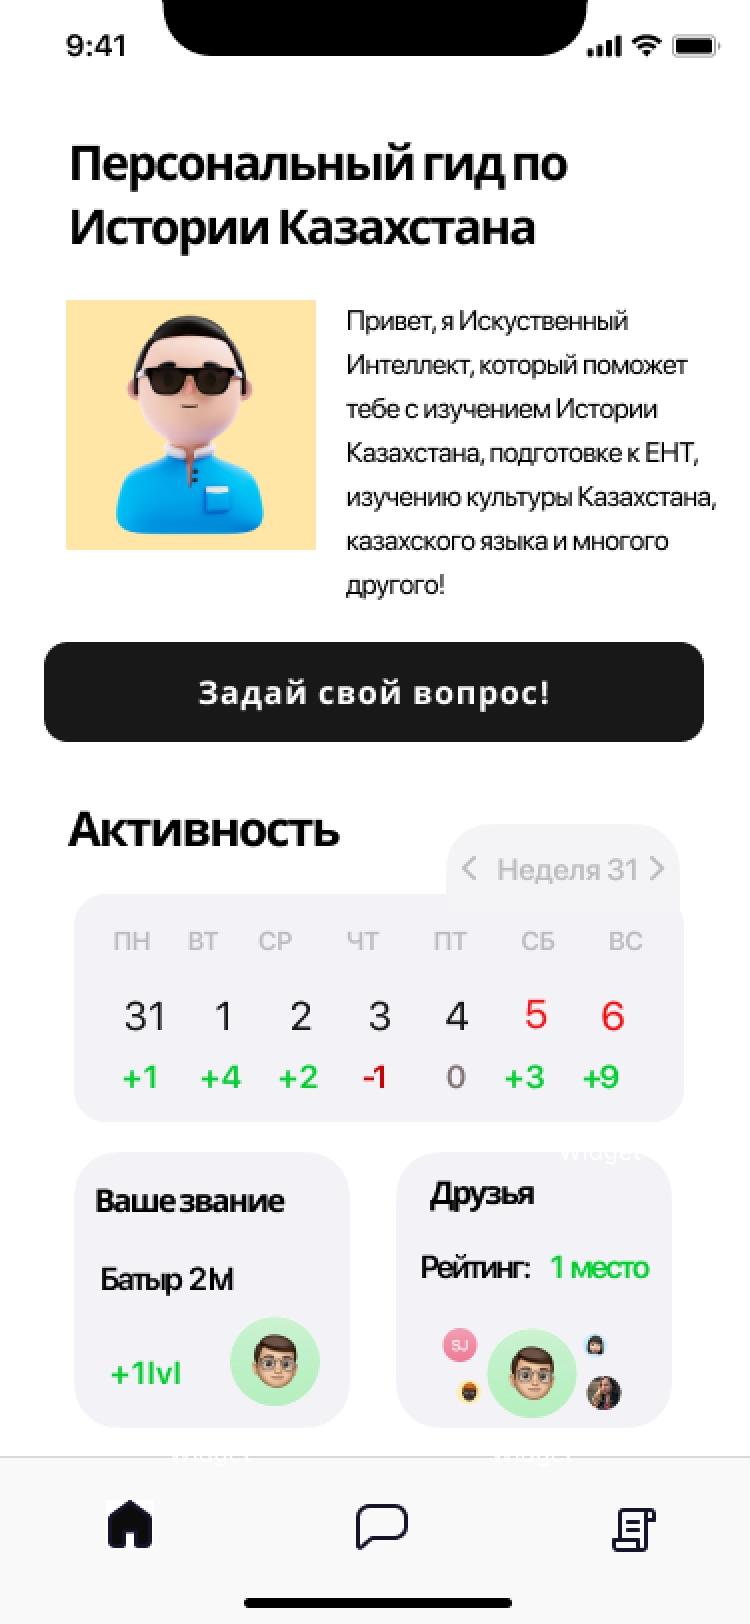 9:41
Персональный гид по
Истории Казахстана
Привет, я Искуственный
Интеллект, который поможет
тебе с изучением Истории
Казахстана, подготовке к ЕНТ,
изучению культуры Казахстана,
казахского языка и многого
другого!
Задай свой вопрос!
Активность
Неделя 31
ПН ВТ СР ЧТ ПТ СБ ВС
31 1 2 3 4 5 6
+1 +4 +2 -1 0 +3 +9
Widget
Ваше звание
Друзья
Батыр 2lvl
Рейтинг: 1 место
SJ
+1lvl
Widget Widget